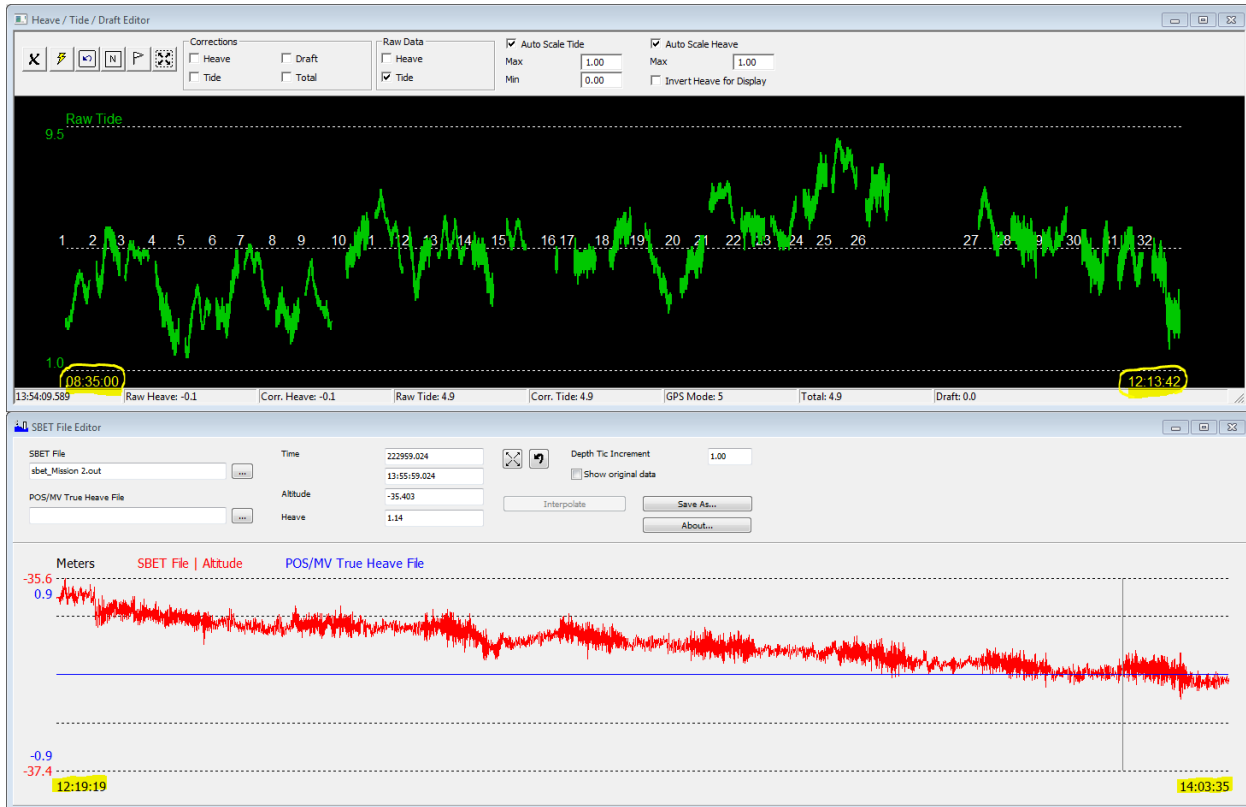 Heave / Tide / Draft Editor
Corrections
Heave
Draft
Tide
Total
Raw Data
Heave
Tide
Auto Scale Tide
Max 1.00
Min 0.00
Auto Scale Heave
Max 1.00
Invert Heave for Display
N
Raw Tide
9.5
1 2 3 4 5 6 7 8 9 10 1 12 13 14 15 16 17 18 19 20 21 22 23 24 25 26 27 28 9 30 31 32
1.0
08:35:00 12:13:42
13:54:09.589 Raw Heave: -0.1 Corr. Heave: -0.1 Raw Tide: 4.9 Corr. Tide: 4.9 GPS Mode: 5 Total: 4.9 Draft: 0.0
SBET File Editor
SBET File
sbet_Mission 2.out ...
POS/MV True Heave File
...
Time 222959.024
13:55:59.024
Altitude -35.403
Heave 1.14
Depth Tic Increment 1.00
Show original data
Interpolate
Save As...
About...
Meters SBET File | Altitude POS/MV True Heave File
-35.6
0.9
-0.9
-37.4
12:19:19 14:03:35